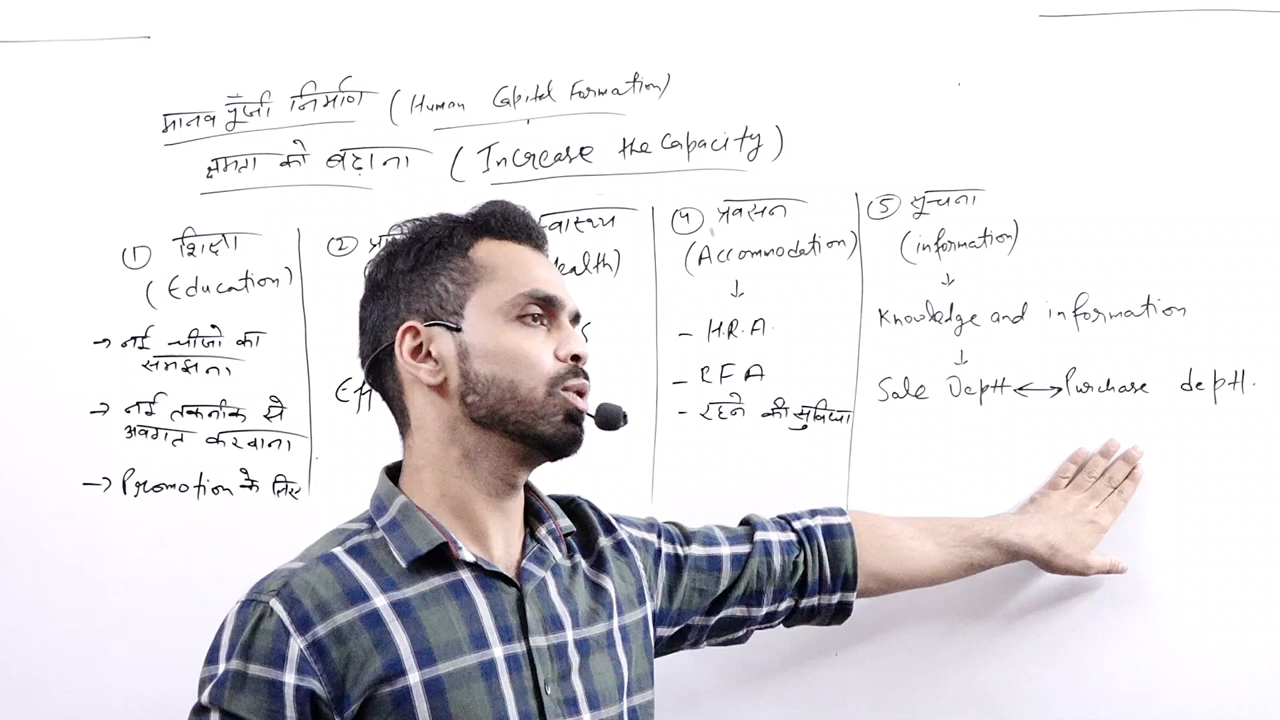 मानव पूँजी निर्माण (Human Capital Formation)
क्षमता को बढ़ाना (Increase the Capacity)
① शिक्षा
(Education)
→ नई चीजो का
समझना
→ नई तकनीक से
अवगत करवाना
→ Promotion के लिए
②
④ प्रवसन
(Accommodation)
↓
- H.R.A.
- RFA
- रहने की सुविधा
⑤ सूचना
(information)
↓
Knowledge and information
↓
Sale Deptt ↔ Purchase deptt.